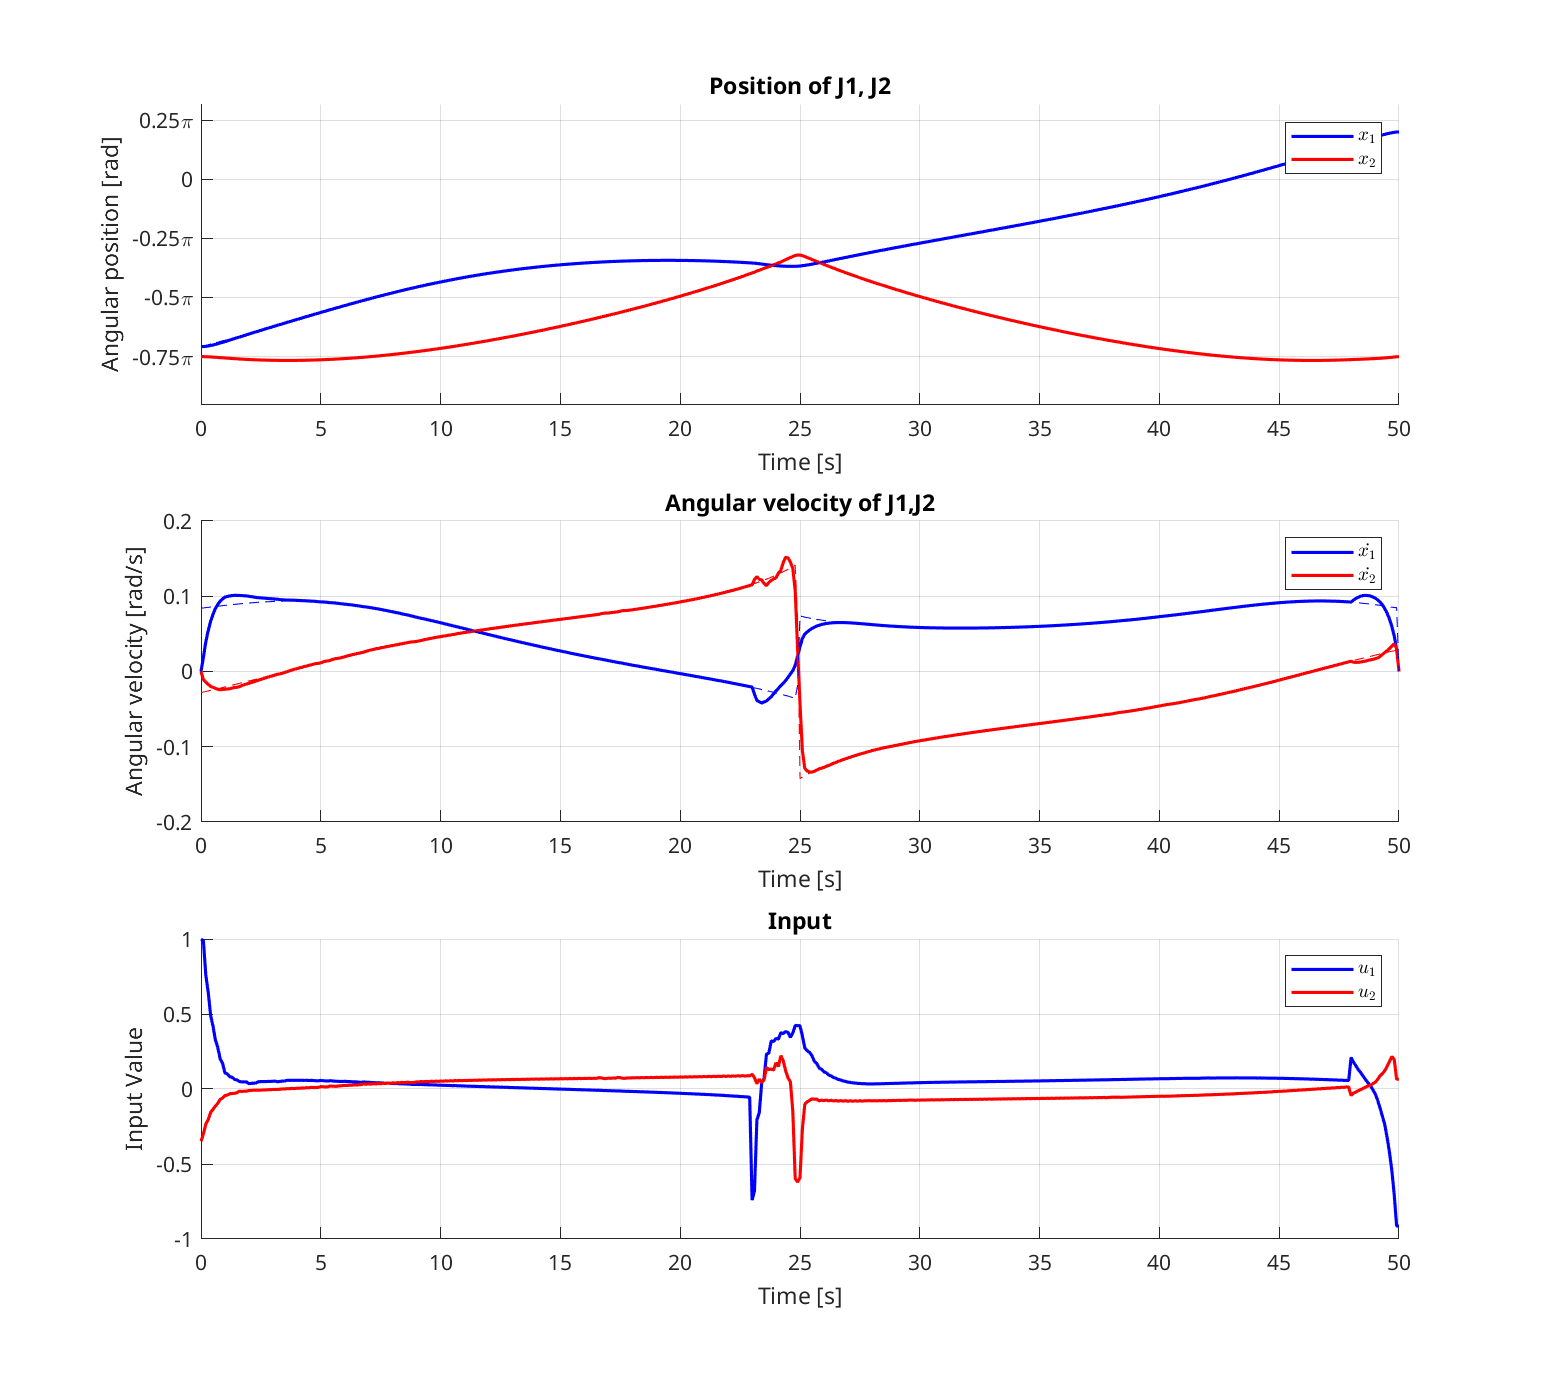 Position of J1, J2
Angular position [rad]
0.25π
0
-0.25π
-0.5π
-0.75π
x₁
x₂
0 5 10 15 20 25 30 35 40 45 50
Time [s]
Angular velocity of J1,J2
Angular velocity [rad/s]
0.2
0.1
0
-0.1
-0.2
ẋ₁
ẋ₂
0 5 10 15 20 25 30 35 40 45 50
Time [s]
Input
Input Value
1
0.5
0
-0.5
-1
u₁
u₂
0 5 10 15 20 25 30 35 40 45 50
Time [s]